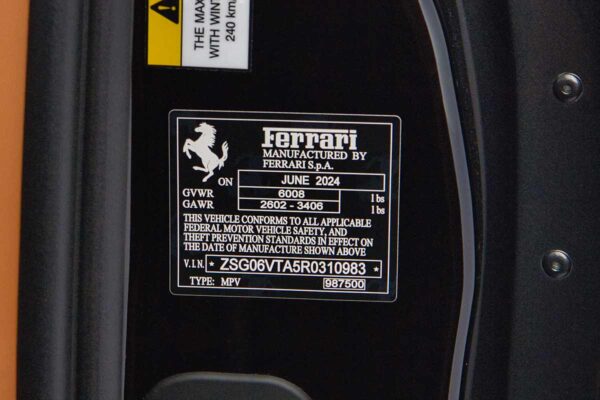 THE MAX
WITH WINT
240 km/
Ferrari
MANUFACTURED BY
FERRARI S.p.A.
ON JUNE 2024
GVWR 6008 lbs
GAWR 2602 - 3406 lbs
THIS VEHICLE CONFORMS TO ALL APPLICABLE
FEDERAL MOTOR VEHICLE SAFETY, AND
THEFT PREVENTION STANDARDS IN EFFECT ON
THE DATE OF MANUFACTURE SHOWN ABOVE
V.I.N. * ZSG06VTA5R0310983 *
TYPE: MPV 987500